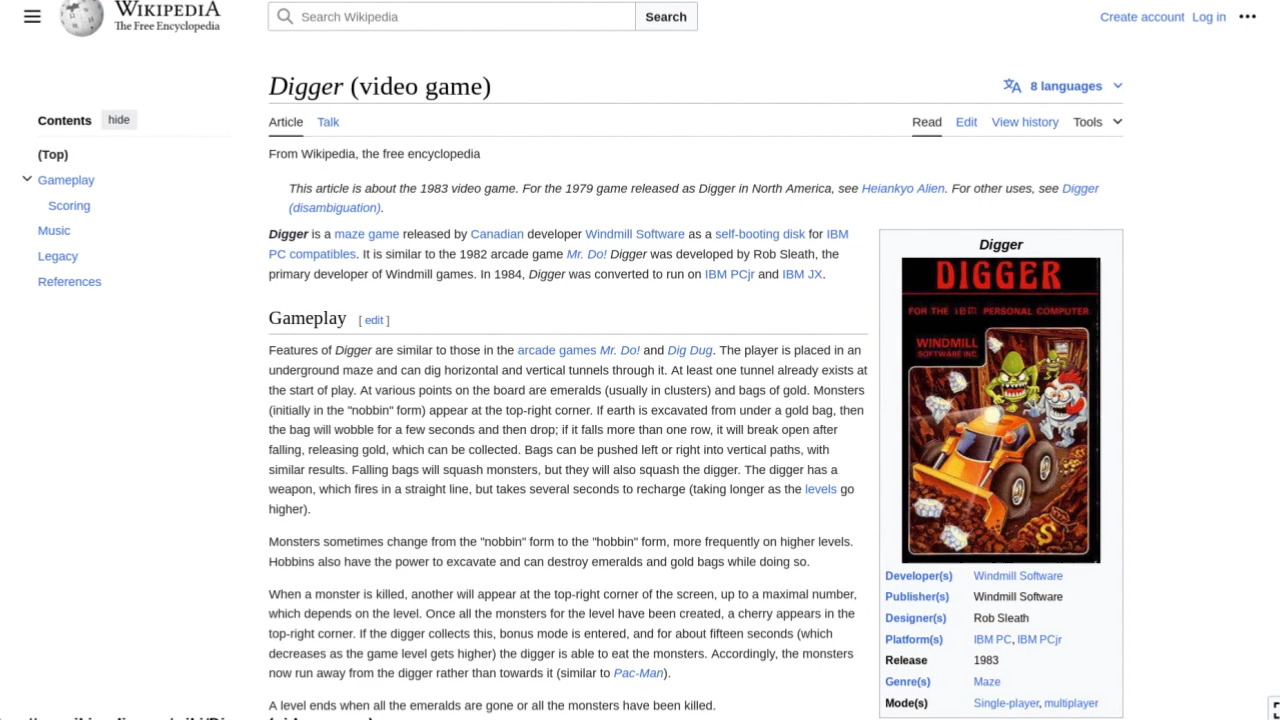 WIKIPEDIA
The Free Encyclopedia
Search Wikipedia
Search
Create account Log in
Digger (video game)
8 languages
Contents hide
(Top)
Gameplay
Scoring
Music
Legacy
References
Article Talk
Read Edit View history Tools
From Wikipedia, the free encyclopedia
This article is about the 1983 video game. For the 1979 game released as Digger in North America, see Heiankyo Alien. For other uses, see Digger
(disambiguation).
Digger is a maze game released by Canadian developer Windmill Software as a self-booting disk for IBM
PC compatibles. It is similar to the 1982 arcade game Mr. Do! Digger was developed by Rob Sleath, the
primary developer of Windmill games. In 1984, Digger was converted to run on IBM PCjr and IBM JX.
Gameplay [ edit ]
Features of Digger are similar to those in the arcade games Mr. Do! and Dig Dug. The player is placed in an
underground maze and can dig horizontal and vertical tunnels through it. At least one tunnel already exists at
the start of play. At various points on the board are emeralds (usually in clusters) and bags of gold. Monsters
(initially in the "nobbin" form) appear at the top-right corner. If earth is excavated from under a gold bag, then
the bag will wobble for a few seconds and then drop; if it falls more than one row, it will break open after
falling, releasing gold, which can be collected. Bags can be pushed left or right into vertical paths, with
similar results. Falling bags will squash monsters, but they will also squash the digger. The digger has a
weapon, which fires in a straight line, but takes several seconds to recharge (taking longer as the levels go
higher).
Monsters sometimes change from the "nobbin" form to the "hobbin" form, more frequently on higher levels.
Hobbins also have the power to excavate and can destroy emeralds and gold bags while doing so.
When a monster is killed, another will appear at the top-right corner of the screen, up to a maximal number,
which depends on the level. Once all the monsters for the level have been created, a cherry appears in the
top-right corner. If the digger collects this, bonus mode is entered, and for about fifteen seconds (which
decreases as the game level gets higher) the digger is able to eat the monsters. Accordingly, the monsters
now run away from the digger rather than towards it (similar to Pac-Man).
A level ends when all the emeralds are gone or all the monsters have been killed.
Digger
DIGGER
FOR THE IBM PERSONAL COMPUTER
WINDMILL
SOFTWARE INC.
$
Developer(s) Windmill Software
Publisher(s) Windmill Software
Designer(s) Rob Sleath
Platform(s) IBM PC, IBM PCjr
Release 1983
Genre(s) Maze
Mode(s) Single-player, multiplayer